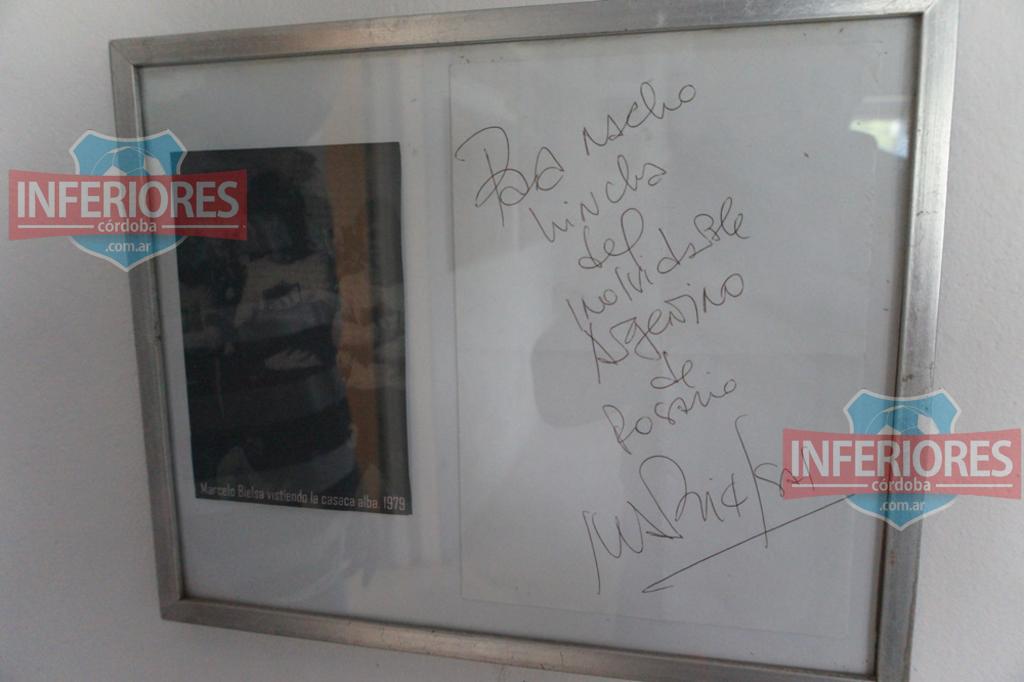 INFERIORES
córdoba
.com.ar
Marcelo Bielsa vistiendo la casaca alba. 1979
Para nacho
hincha
del
inolvidable
Argentino
de
Rosario
MBielsa
INFERIORES
córdoba
.com.ar